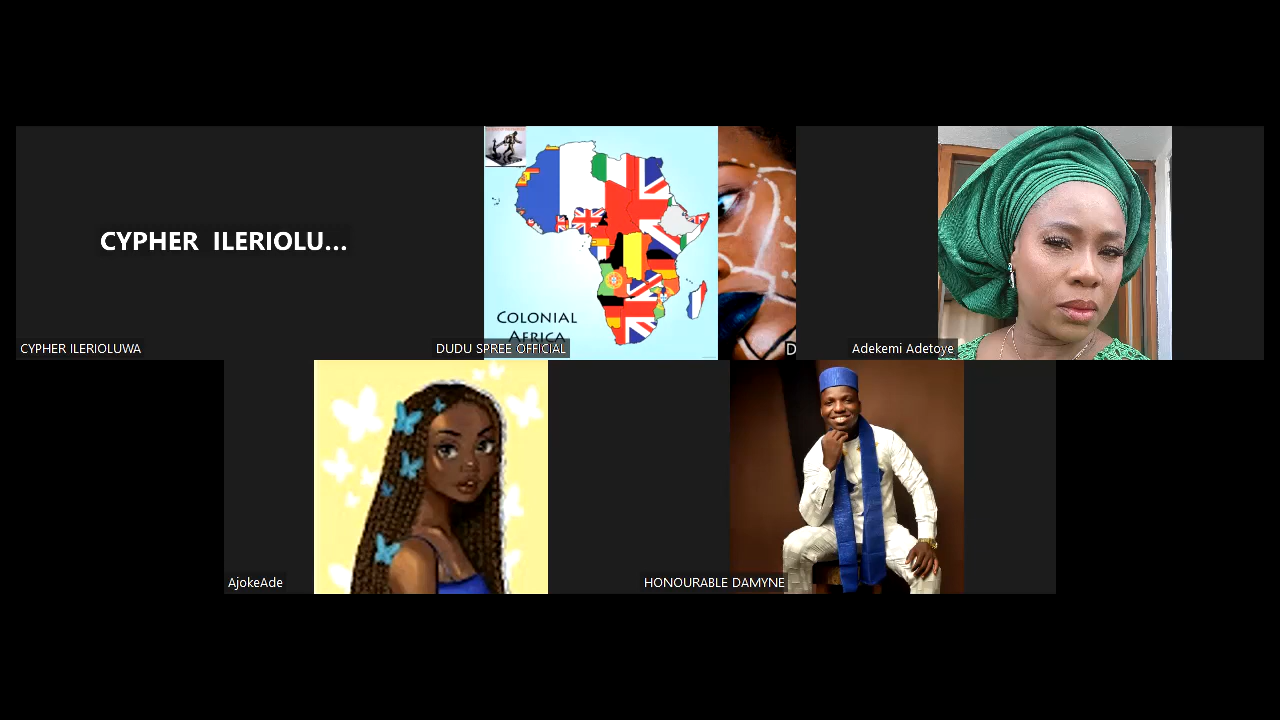 CYPHER ILERIOLU...
CYPHER ILERIOLUWA
COLONIAL
AFRICA
DUDU SPREE OFFICIAL
D
Adekemi Adetoye
AjokeAde
HONOURABLE DAMYNE